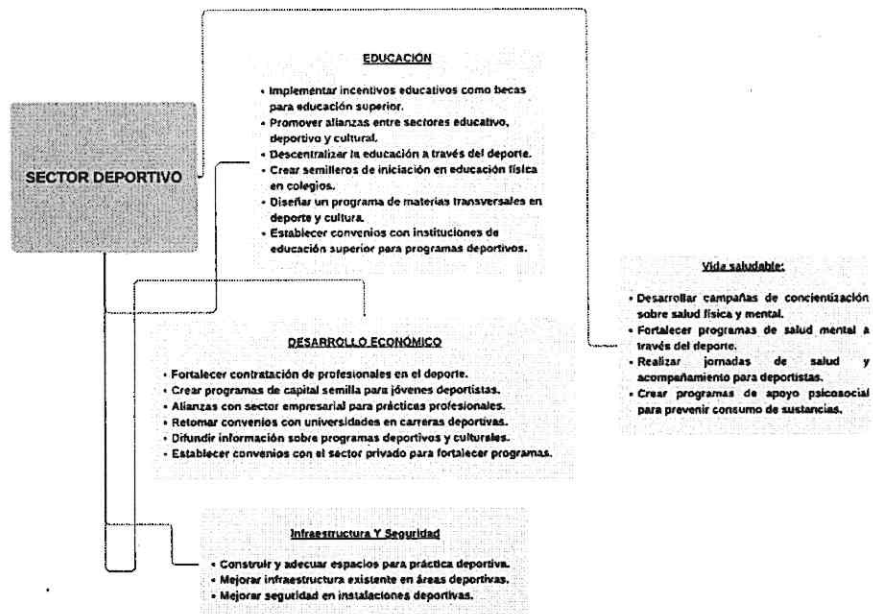 SECTOR DEPORTIVO
EDUCACIÓN
• Implementar incentivos educativos como becas
para educación superior.
• Promover alianzas entre sectores educativo,
deportivo y cultural.
• Descentralizar la educación a través del deporte.
• Crear semilleros de iniciación en educación física
en colegios.
• Diseñar un programa de materias transversales en
deporte y cultura.
• Establecer convenios con instituciones de
educación superior para programas deportivos.
DESARROLLO ECONÓMICO
• Fortalecer contratación de profesionales en el deporte.
• Crear programas de capital semilla para jóvenes deportistas.
• Alianzas con sector empresarial para prácticas profesionales.
• Retomar convenios con universidades en carreras deportivas.
• Difundir información sobre programas deportivos y culturales.
• Establecer convenios con el sector privado para fortalecer programas.
Vida saludable:
• Desarrollar campañas de concientización
sobre salud física y mental.
• Fortalecer programas de salud mental a
través del deporte.
• Realizar jornadas de salud y
acompañamiento para deportistas.
• Crear programas de apoyo psicosocial
para prevenir consumo de sustancias.
Infraestructura Y Seguridad
• Construir y adecuar espacios para práctica deportiva.
• Mejorar infraestructura existente en áreas deportivas.
• Mejorar seguridad en instalaciones deportivas.